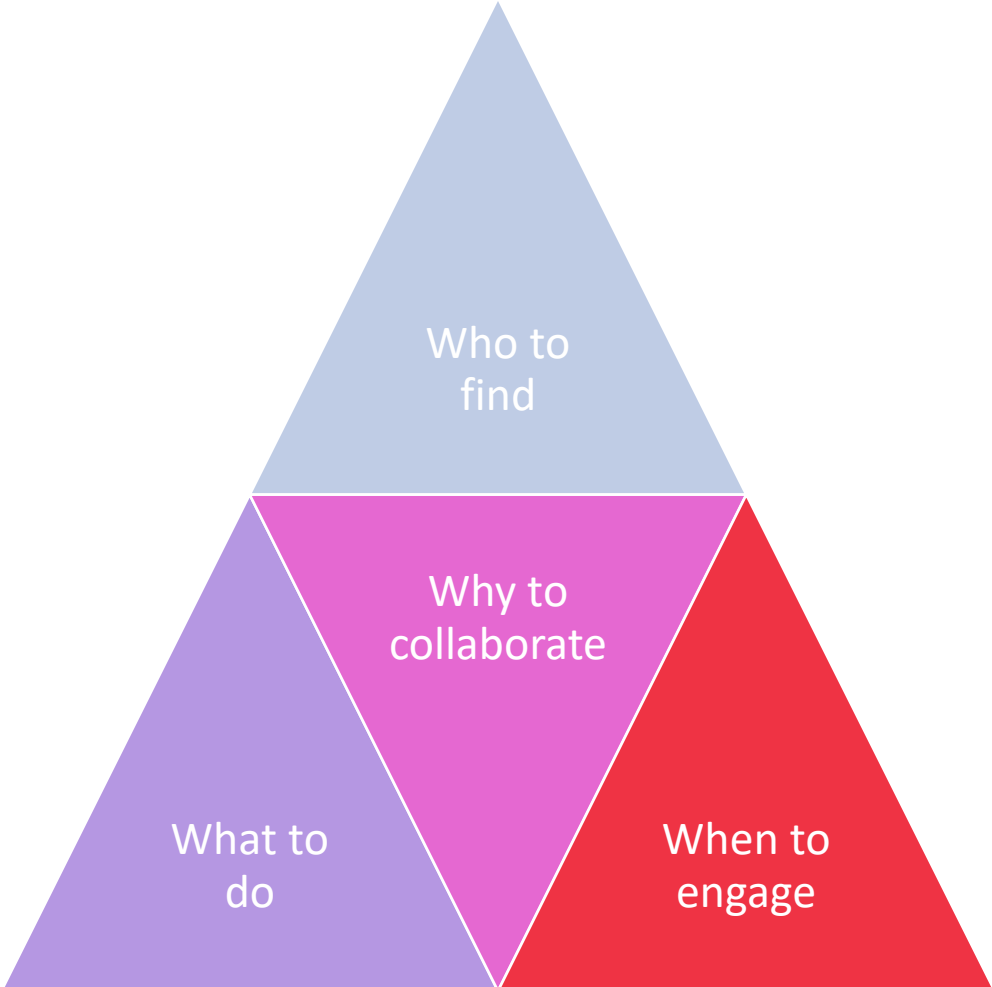 Who to
find
Why to
collaborate
What to
do
When to
engage